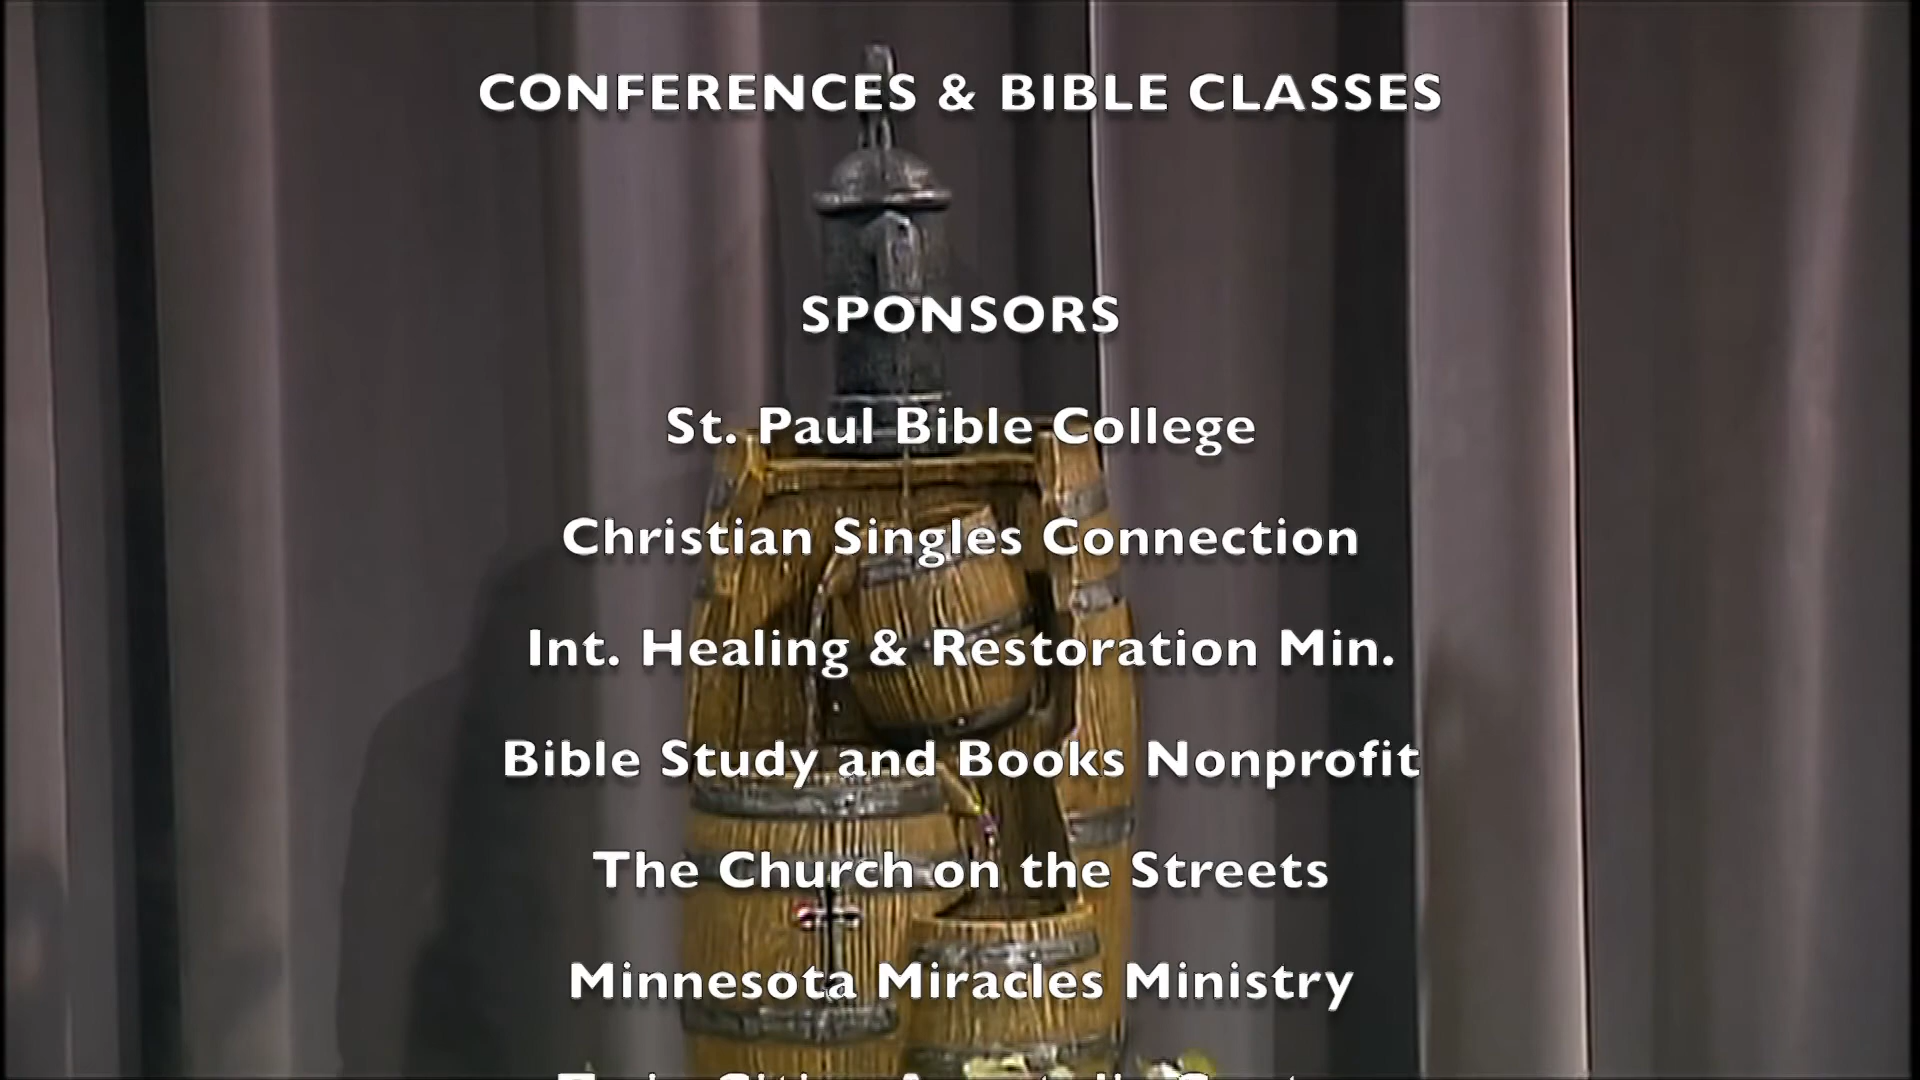 CONFERENCES & BIBLE CLASSES
SPONSORS
St. Paul Bible College
Christian Singles Connection
Int. Healing & Restoration Min.
Bible Study and Books Nonprofit
The Church on the Streets
Minnesota Miracles Ministry